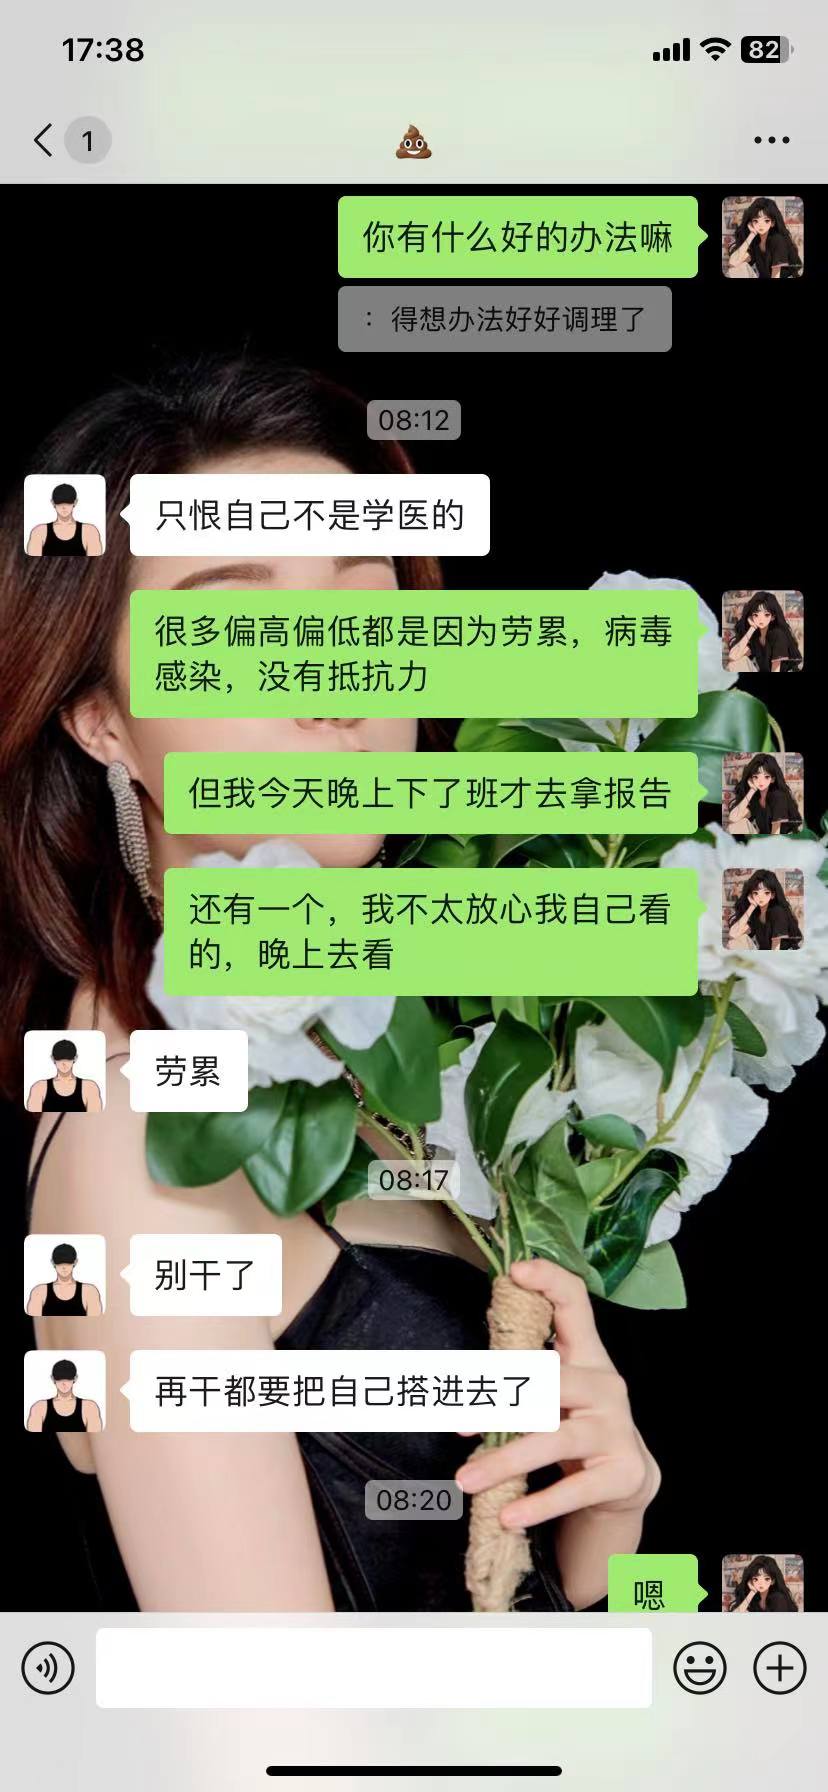 17:38
82
1
你有什么好的办法嘛
：得想办法好好调理了
08:12
只恨自己不是学医的
很多偏高偏低都是因为劳累，病毒
感染，没有抵抗力
但我今天晚上下了班才去拿报告
还有一个，我不太放心我自己看
的，晚上去看
劳累
08:17
别干了
再干都要把自己搭进去了
08:20
嗯